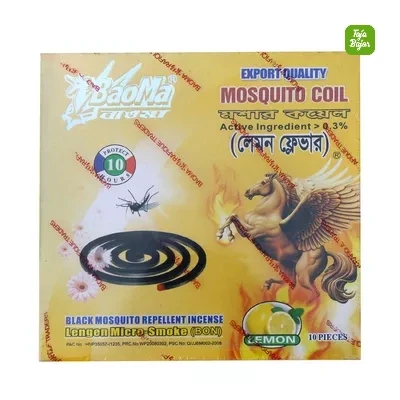 Taja
Bajar
BaoMa
বাওমা
EXPORT QUALITY
MOSQUITO COIL
মশার কয়েল
Active Ingredient > 0.3%
(লেমন ফ্লেভার)
PROTECT
10
HOURS
BLACK MOSQUITO REPELLENT INCENSE
Lengen Micro-Smoke (BON)
LEMON
10 PIECES